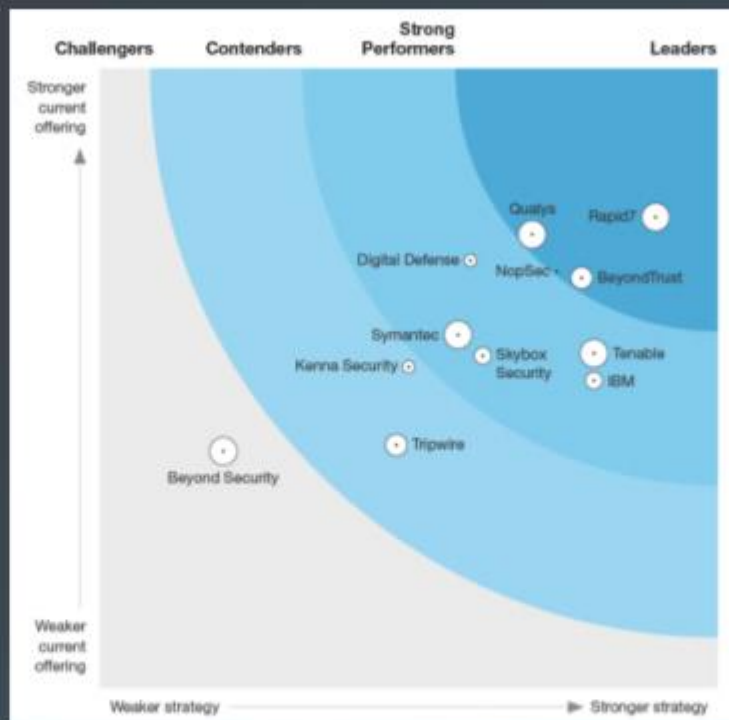 Challengers
Contenders
Strong
Performers
Leaders
Stronger
current
offering
Qualys
Rapid7
Digital Defense
NopSec
BeyondTrust
Symantec
Skybox
Security
Tenable
Kenna Security
IBM
Tripwire
Beyond Security
Weaker
current
offering
Weaker strategy
Stronger strategy